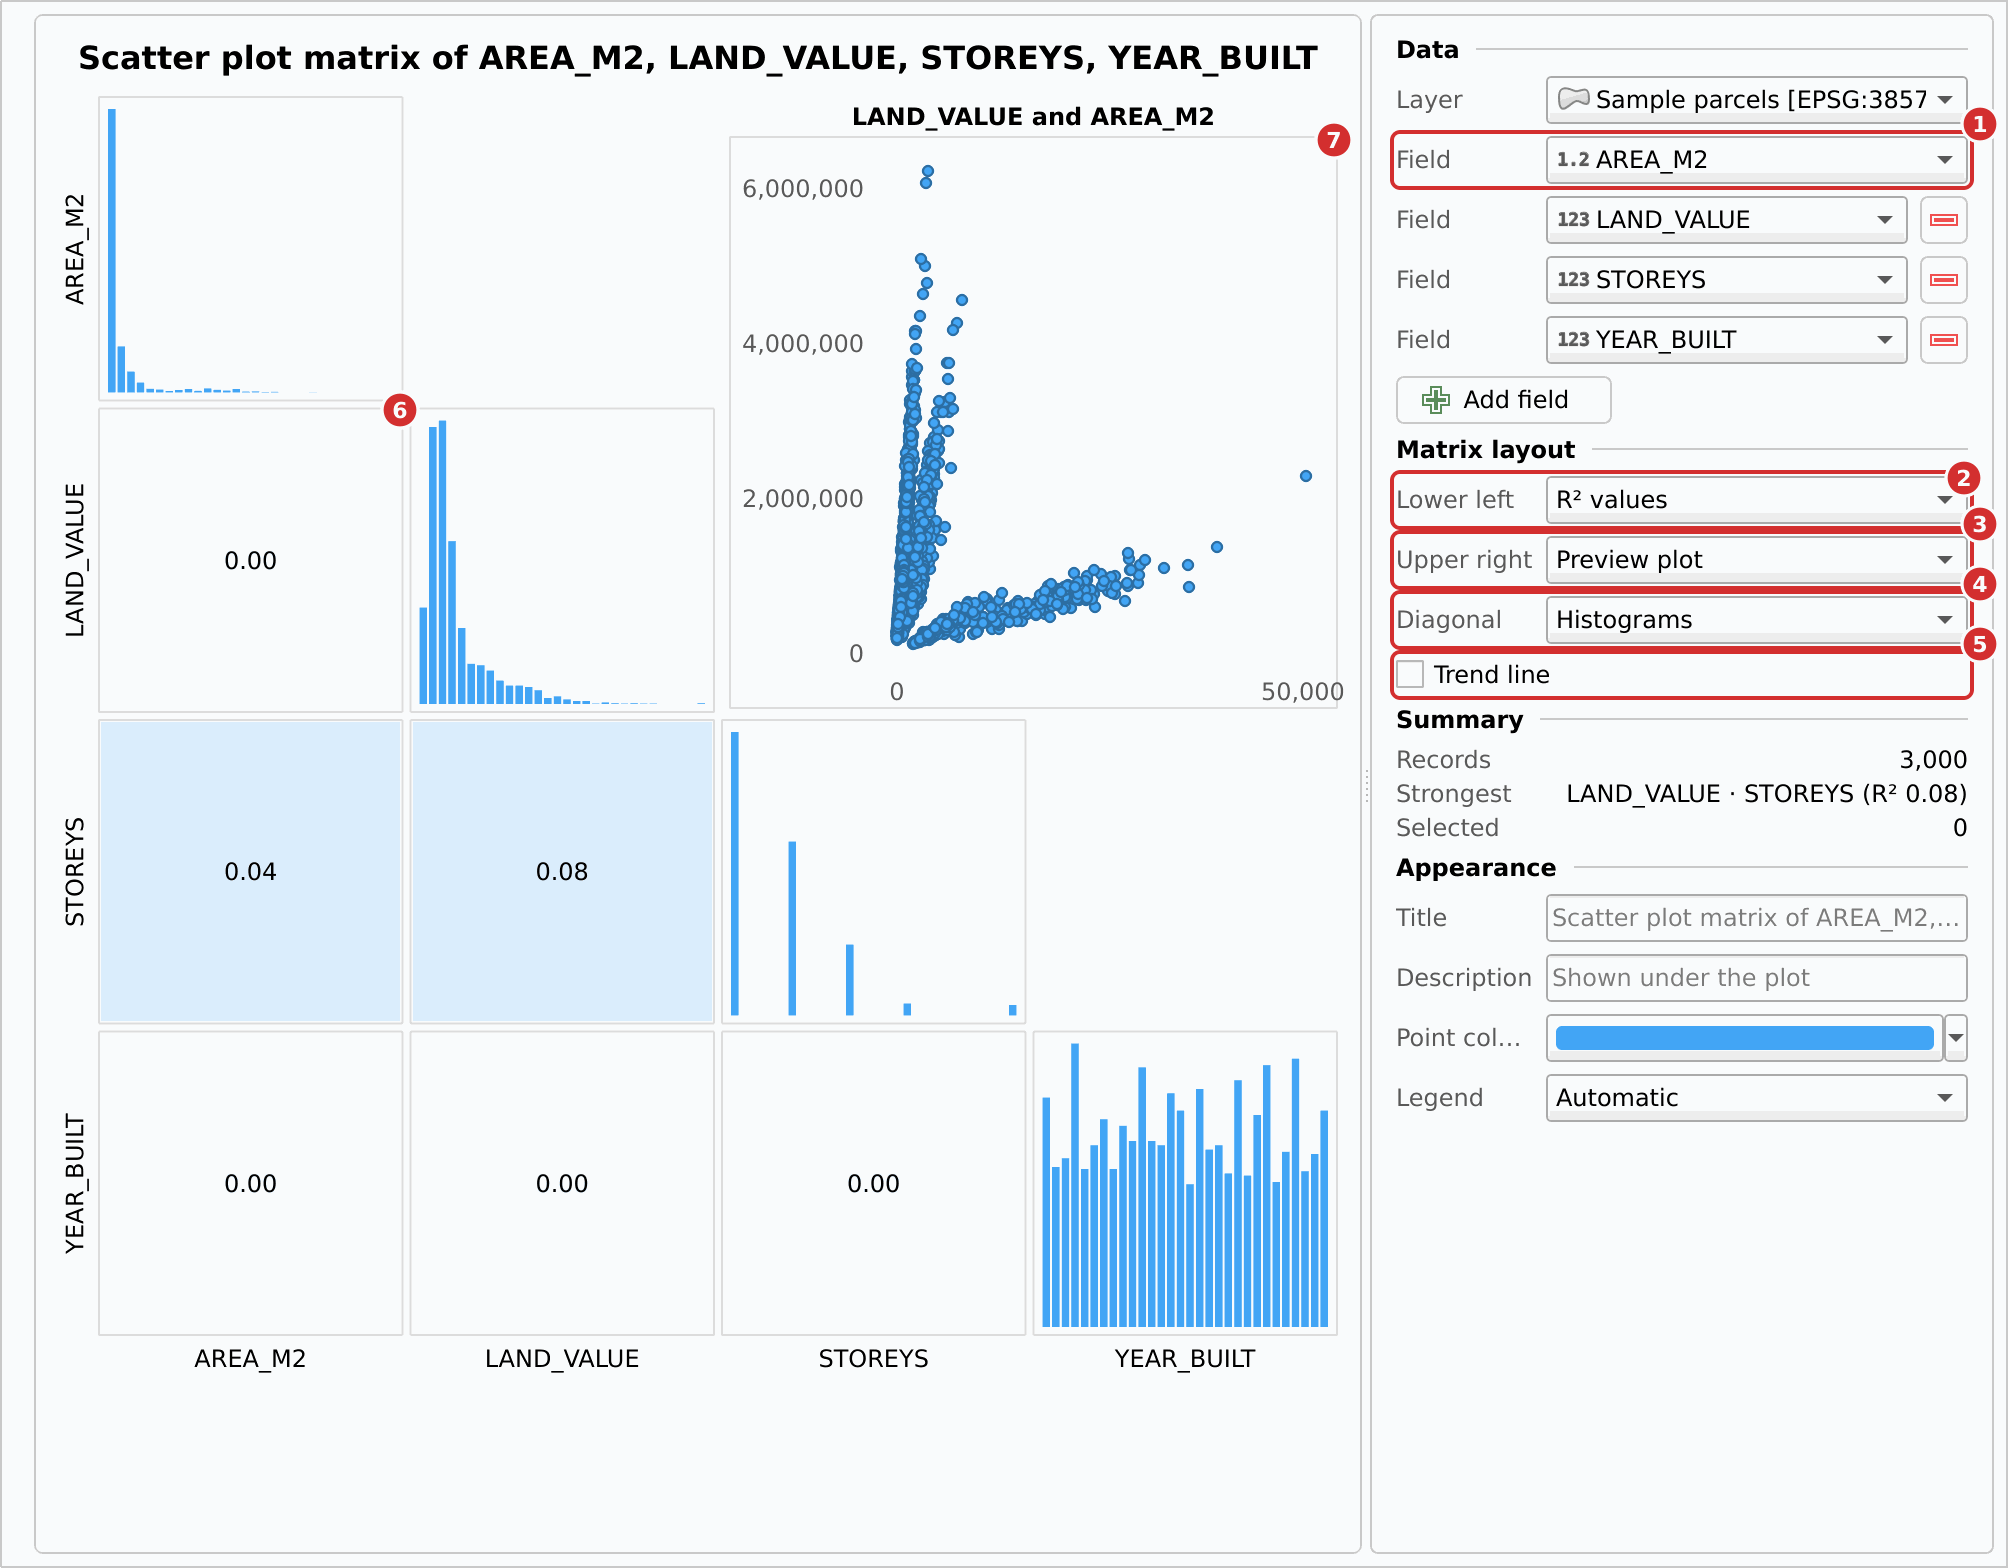 Scatter plot matrix of AREA_M2, LAND_VALUE, STOREYS, YEAR_BUILT
AREA_M2
LAND_VALUE
STOREYS
YEAR_BUILT
LAND_VALUE and AREA_M2
7
6,000,000
4,000,000
2,000,000
0
0
50,000
6
0.00
0.04
0.08
0.00
0.00
0.00
AREA_M2
LAND_VALUE
STOREYS
YEAR_BUILT
Data
Layer Sample parcels [EPSG:3857
1
Field 1.2 AREA_M2
Field 123 LAND_VALUE
Field 123 STOREYS
Field 123 YEAR_BUILT
Add field
Matrix layout
2
Lower left R² values
3
Upper right Preview plot
4
Diagonal Histograms
5
Trend line
Summary
Records 3,000
Strongest LAND_VALUE · STOREYS (R² 0.08)
Selected 0
Appearance
Title Scatter plot matrix of AREA_M2,...
Description Shown under the plot
Point col...
Legend Automatic